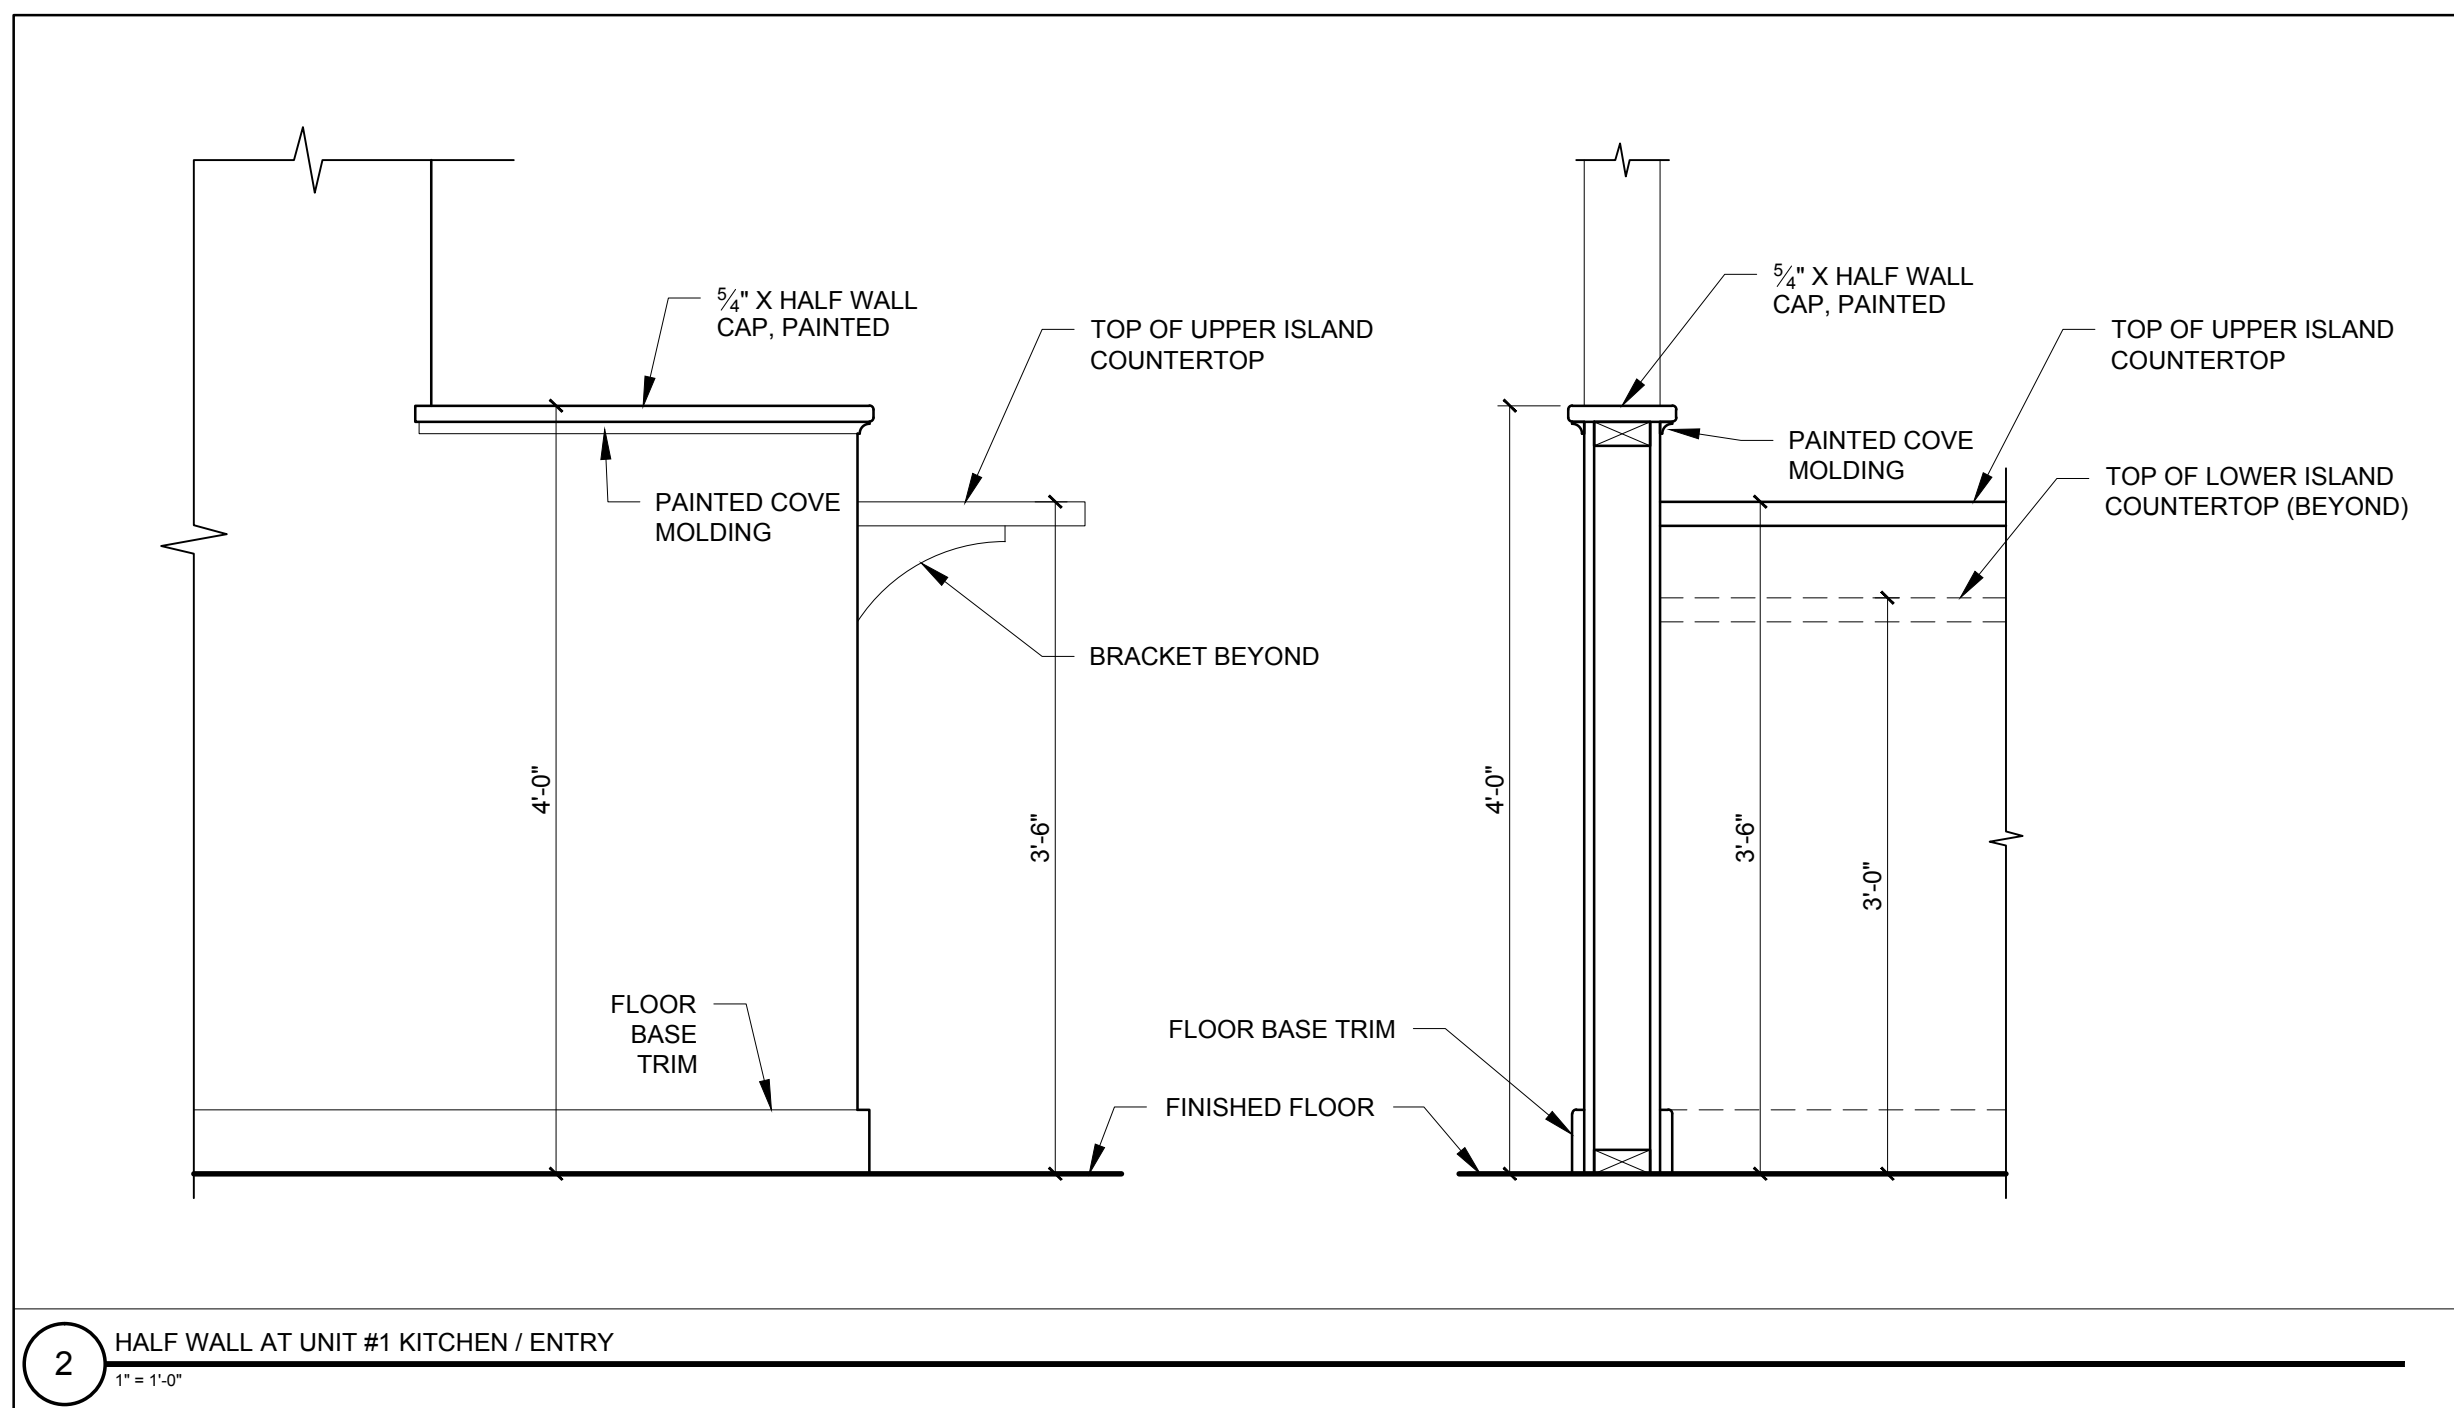 5⁄4" X HALF WALL
CAP, PAINTED
TOP OF UPPER ISLAND
COUNTERTOP
PAINTED COVE
MOLDING
BRACKET BEYOND
4'-0"
3'-6"
FLOOR
BASE
TRIM
5⁄4" X HALF WALL
CAP, PAINTED
TOP OF UPPER ISLAND
COUNTERTOP
PAINTED COVE
MOLDING
TOP OF LOWER ISLAND
COUNTERTOP (BEYOND)
4'-0"
3'-6"
3'-0"
FLOOR BASE TRIM
FINISHED FLOOR
2
HALF WALL AT UNIT #1 KITCHEN / ENTRY
1" = 1'-0"